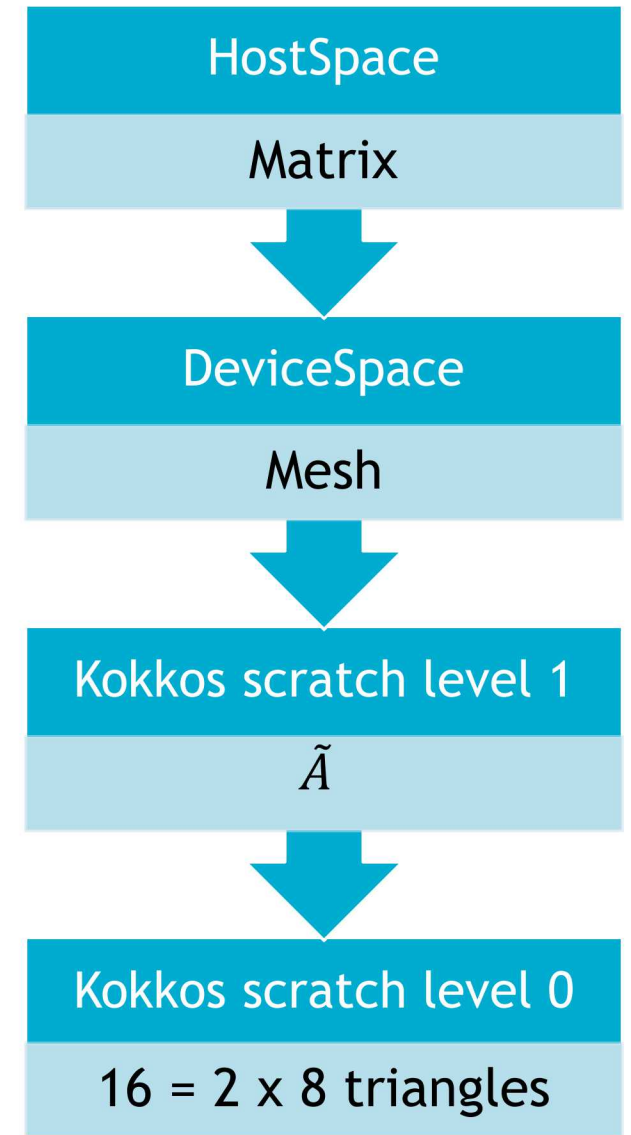 HostSpace
Matrix
DeviceSpace
Mesh
Kokkos scratch level 1
Ã
Kokkos scratch level 0
16 = 2 x 8 triangles